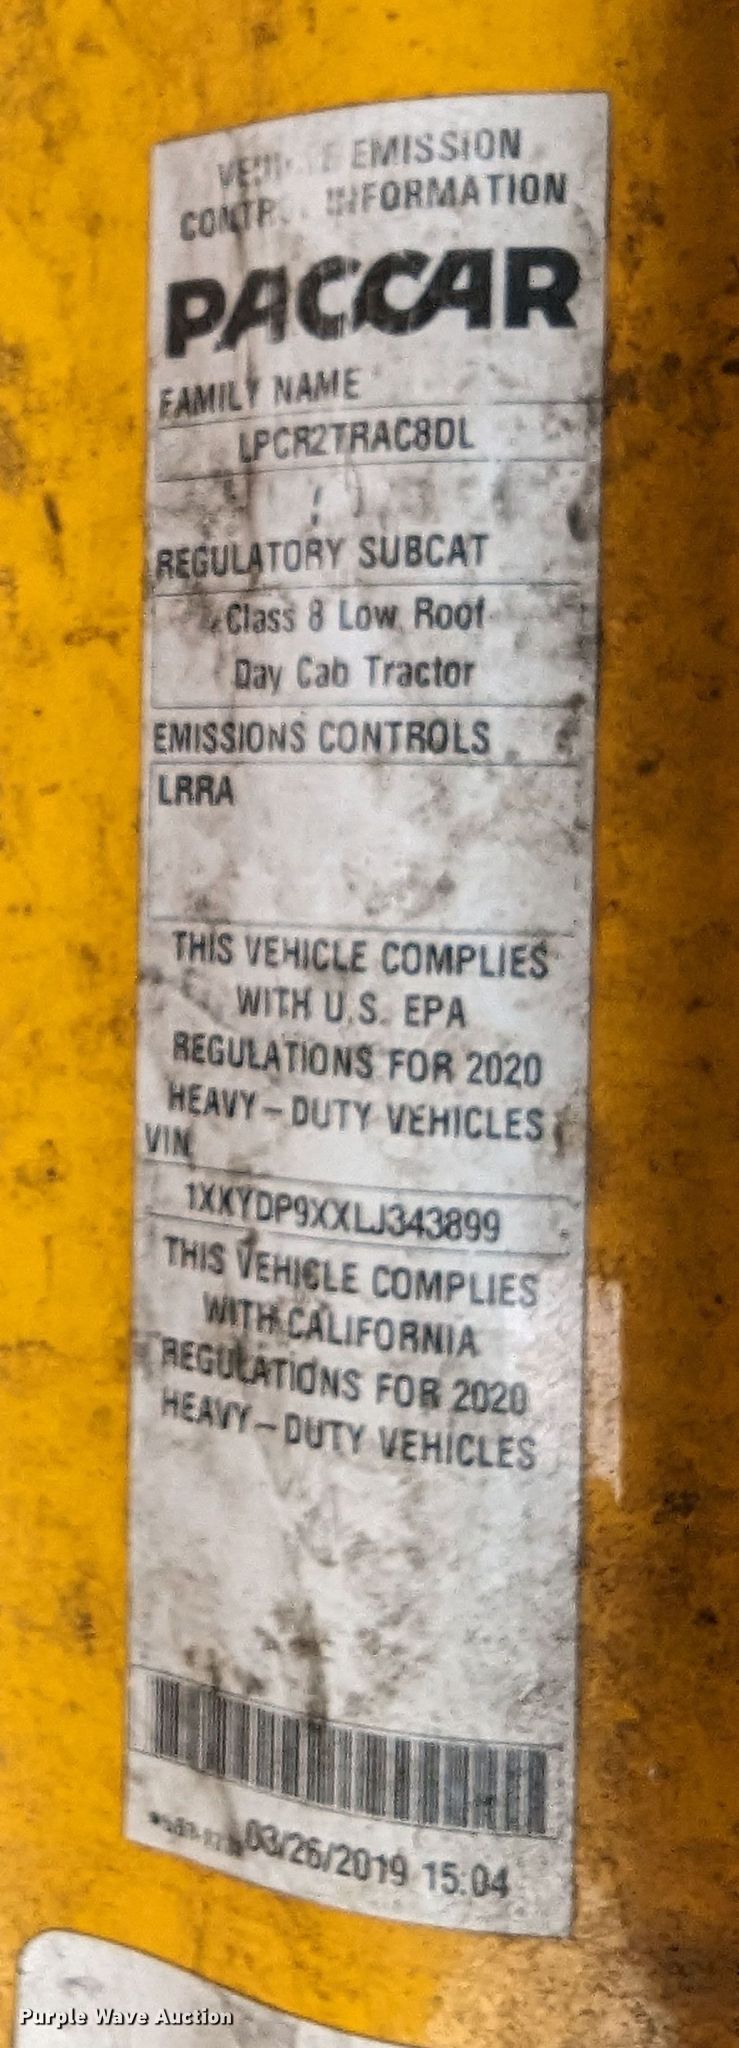 VEHICLE EMISSION
CONTROL INFORMATION
PACCAR
FAMILY NAME
LPCR2TRAC8DL
REGULATORY SUBCAT
Class 8 Low Roof
Day Cab Tractor
EMISSIONS CONTROLS
LRRA
THIS VEHICLE COMPLIES
WITH U.S. EPA
REGULATIONS FOR 2020
HEAVY-DUTY VEHICLES
VIN
1XKYDP9XXLJ343899
THIS VEHICLE COMPLIES
WITH CALIFORNIA
REGULATIONS FOR 2020
HEAVY-DUTY VEHICLES
03/26/2019 15:04
Purple Wave Auction